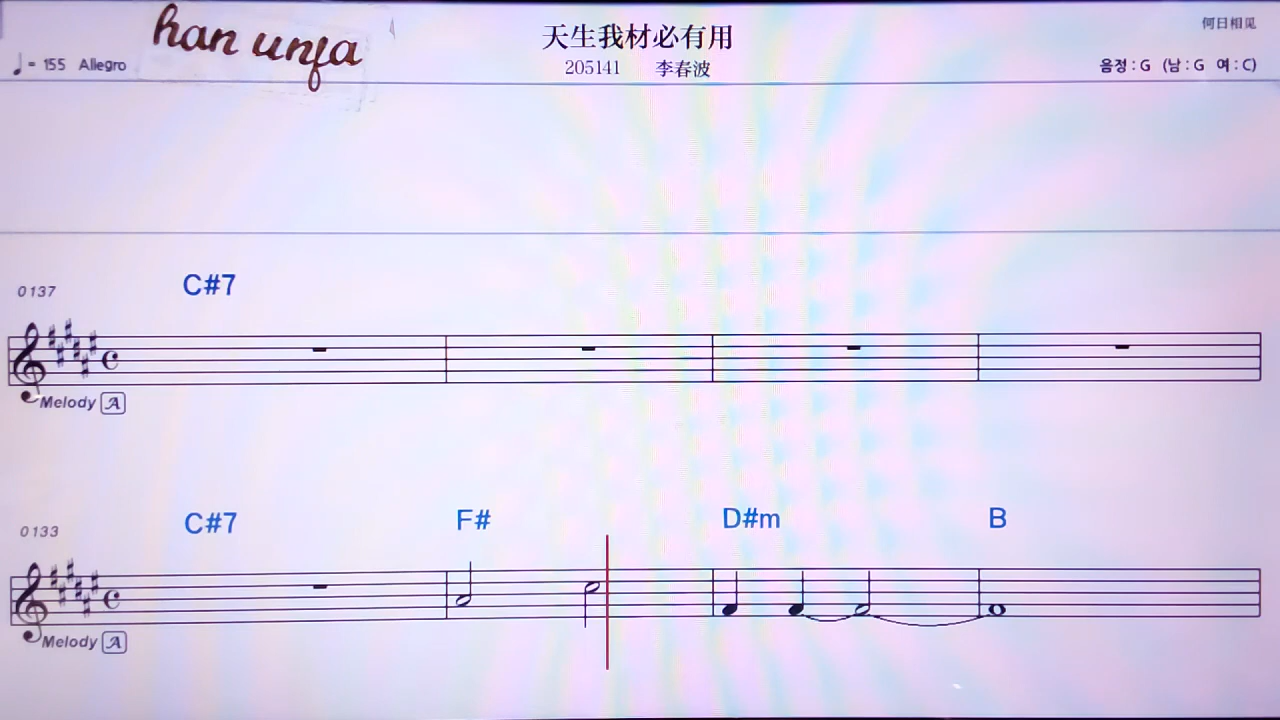 han unfa
天生我材必有用
何日相见
♩= 155 Allegro
205141 李春波
음정 : G (남 : G 여 : C)
0137
C#7
Melody A
0133
C#7 F# D#m B
Melody A